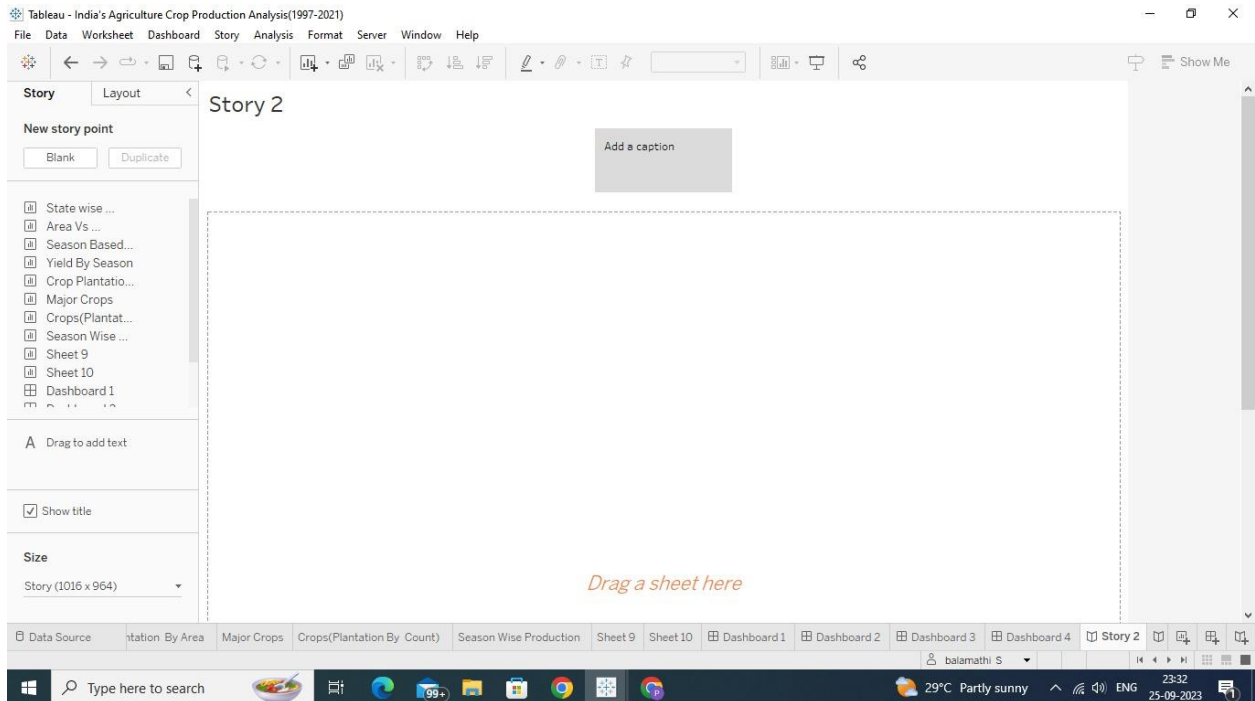 Tableau - India's Agriculture Crop Production Analysis(1997-2021)
File Data Worksheet Dashboard Story Analysis Format Server Window Help
Show Me
Story Layout
Story 2
New story point
Blank Duplicate
Add a caption
State wise ...
Area Vs ...
Season Based...
Yield By Season
Crop Plantatio...
Major Crops
Crops(Plantat...
Season Wise ...
Sheet 9
Sheet 10
Dashboard 1
A Drag to add text
Show title
Size
Story (1016 x 964)
Drag a sheet here
Data Source ntation By Area Major Crops Crops(Plantation By Count) Season Wise Production Sheet 9 Sheet 10 Dashboard 1 Dashboard 2 Dashboard 3 Dashboard 4 Story 2
balamathi S
Type here to search 99+ 29°C Partly sunny ENG 23:32
25-09-2023 1